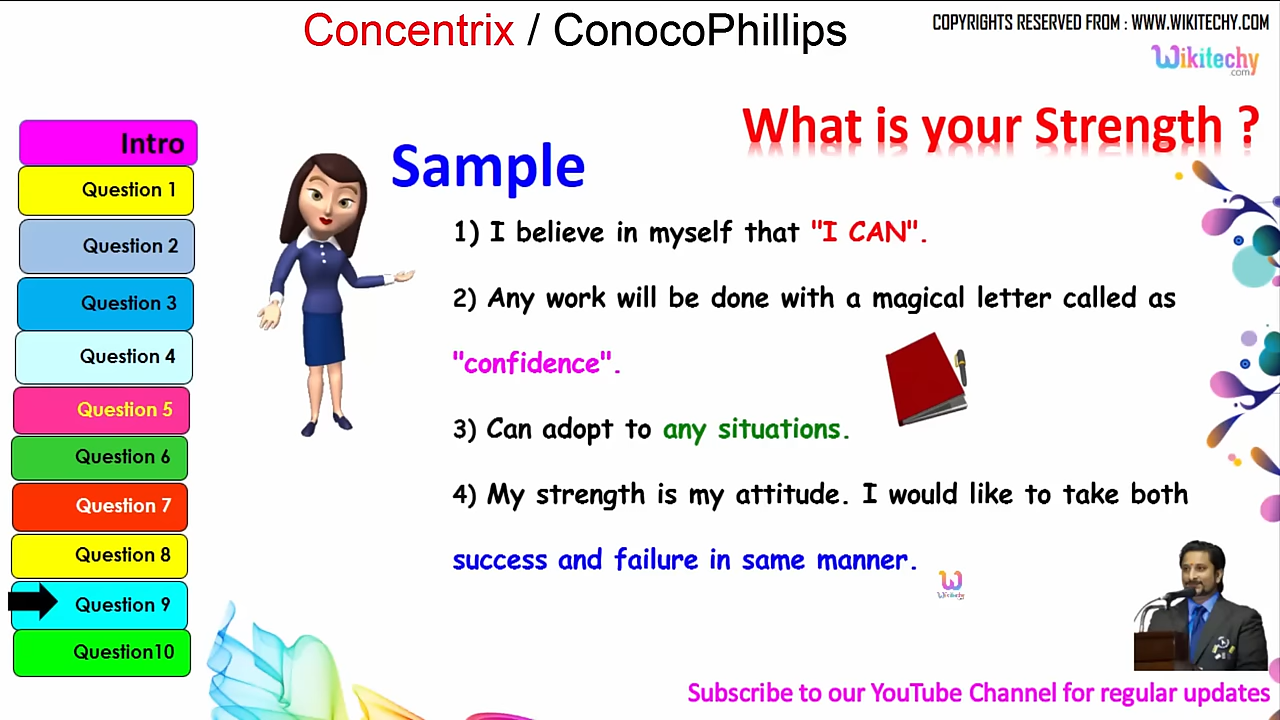 Concentrix / ConocoPhillips
COPYRIGHTS RESERVED FROM : WWW.WIKITECHY.COM
Wikitechy
.com
What is your Strength ?
Sample
Intro
Question 1
Question 2
Question 3
Question 4
Question 5
Question 6
Question 7
Question 8
Question 9
Question10
1) I believe in myself that "I CAN".
2) Any work will be done with a magical letter called as
"confidence".
3) Can adopt to any situations.
4) My strength is my attitude. I would like to take both
success and failure in same manner.
W
Wikitechy
Subscribe to our YouTube Channel for regular updates